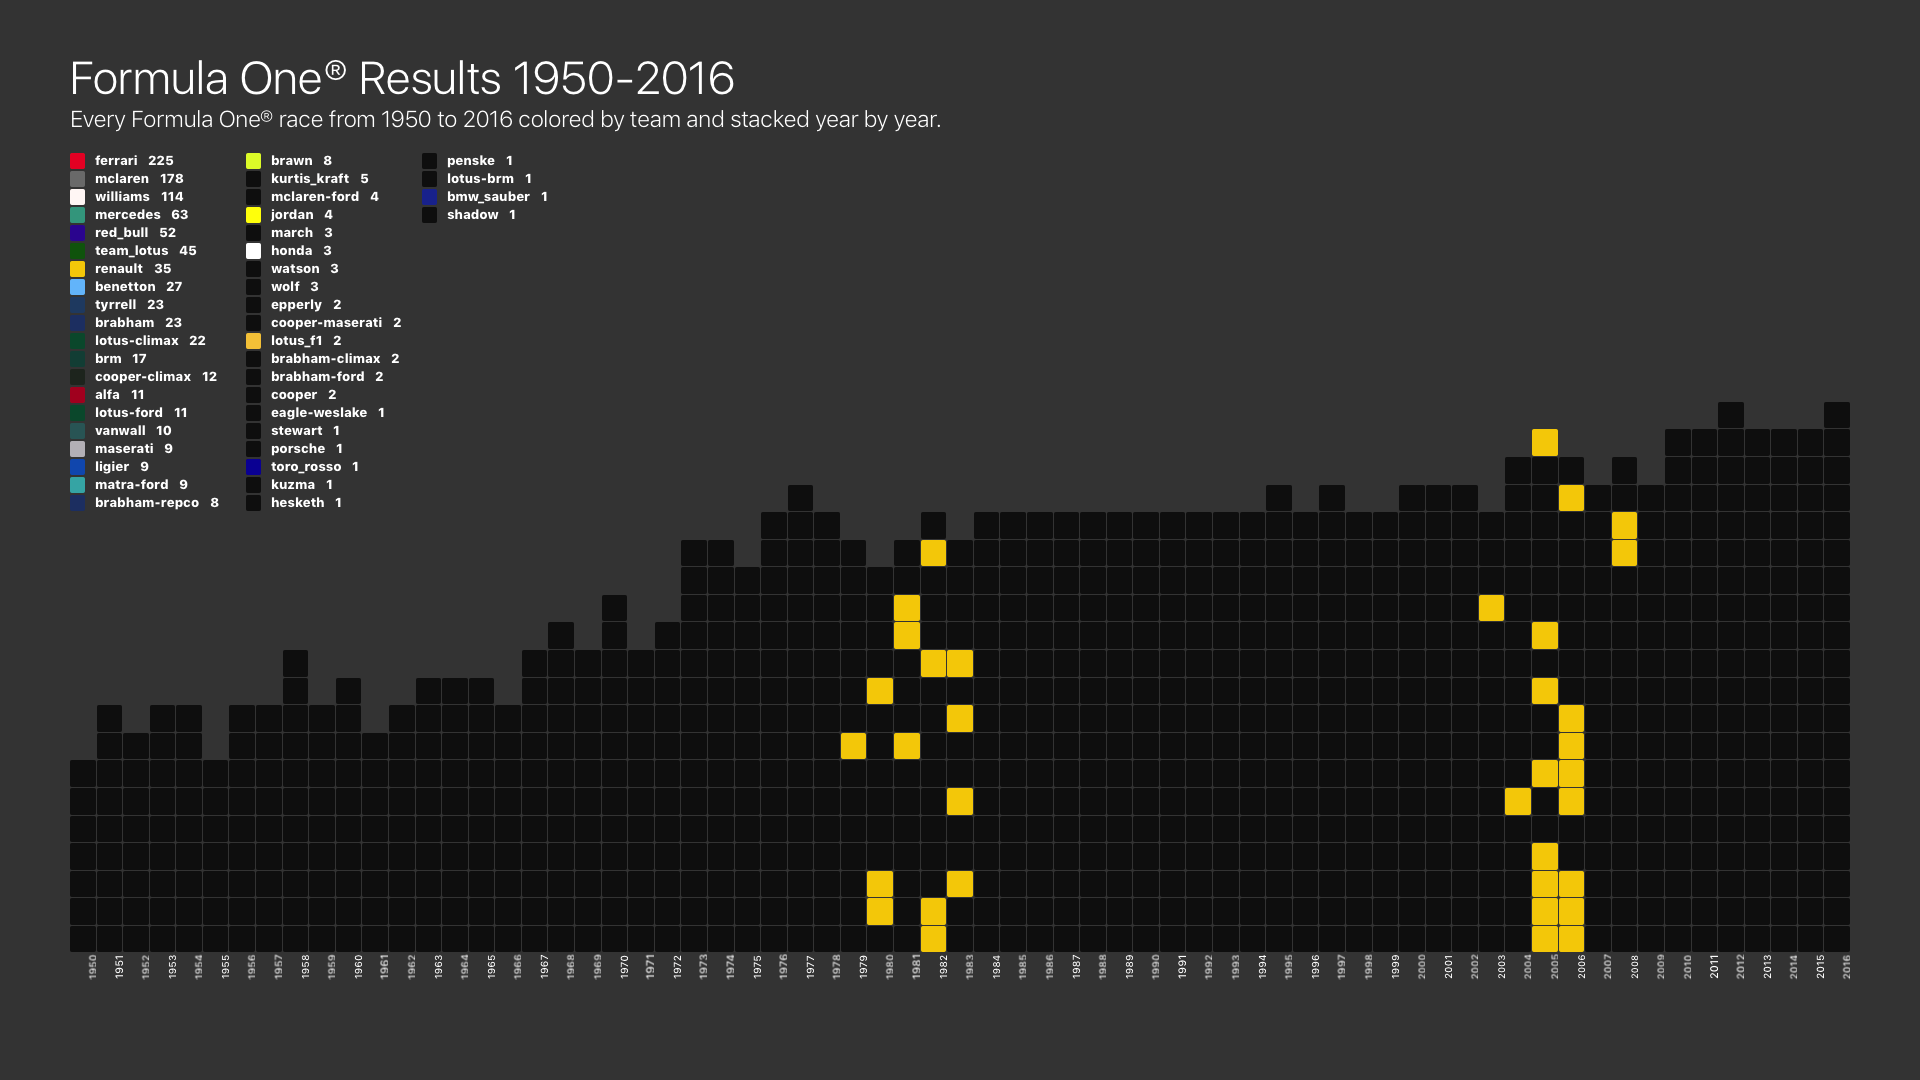 Formula One® Results 1950-2016
Every Formula One® race from 1950 to 2016 colored by team and stacked year by year.
ferrari 225
mclaren 178
williams 114
mercedes 63
red_bull 52
team_lotus 45
renault 35
benetton 27
tyrrell 23
brabham 23
lotus-climax 22
brm 17
cooper-climax 12
alfa 11
lotus-ford 11
vanwall 10
maserati 9
ligier 9
matra-ford 9
brabham-repco 8
brawn 8
kurtis_kraft 5
mclaren-ford 4
jordan 4
march 3
honda 3
watson 3
wolf 3
epperly 2
cooper-maserati 2
lotus_f1 2
brabham-climax 2
brabham-ford 2
cooper 2
eagle-weslake 1
stewart 1
porsche 1
toro_rosso 1
kuzma 1
hesketh 1
penske 1
lotus-brm 1
bmw_sauber 1
shadow 1
1950
1951
1952
1953
1954
1955
1956
1957
1958
1959
1960
1961
1962
1963
1964
1965
1966
1967
1968
1969
1970
1971
1972
1973
1974
1975
1976
1977
1978
1979
1980
1981
1982
1983
1984
1985
1986
1987
1988
1989
1990
1991
1992
1993
1994
1995
1996
1997
1998
1999
2000
2001
2002
2003
2004
2005
2006
2007
2008
2009
2010
2011
2012
2013
2014
2015
2016